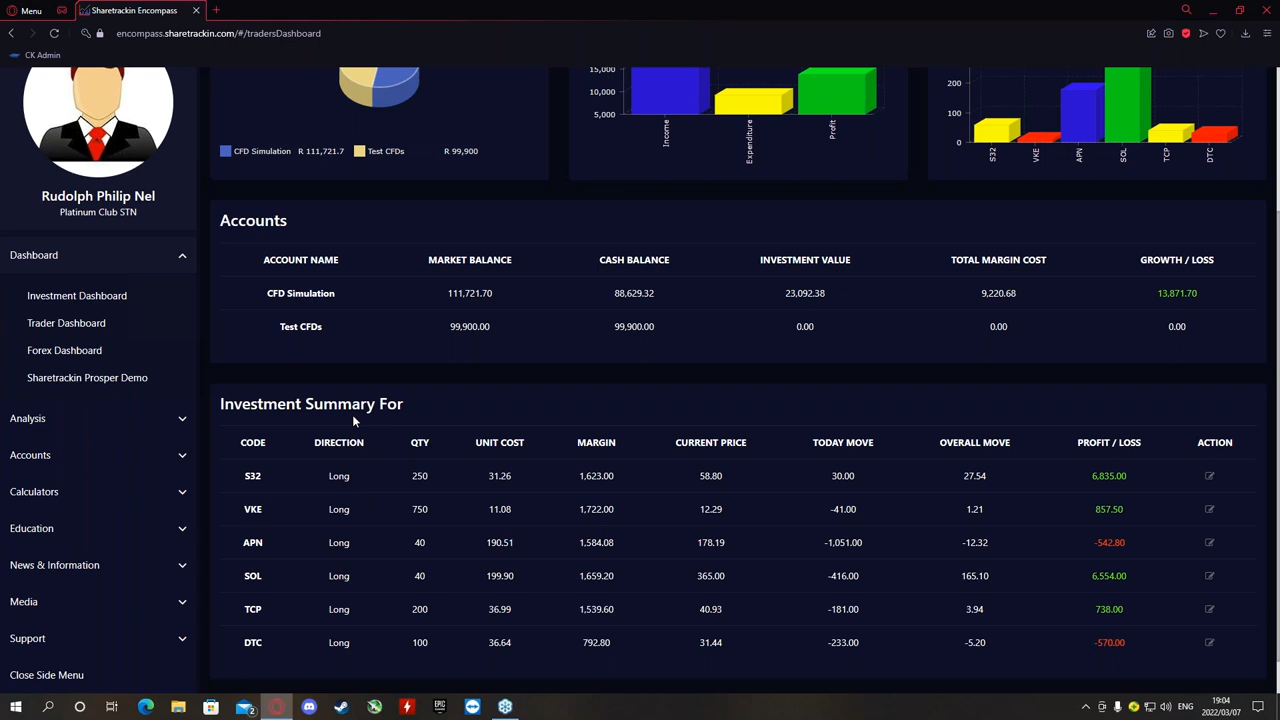 Menu
Sharetrackin Encompass
encompass.sharetrackin.com/#/tradersDashboard
CK Admin
Rudolph Philip Nel
Platinum Club STN
Dashboard
Investment Dashboard
Trader Dashboard
Forex Dashboard
Sharetrackin Prosper Demo
Analysis
Accounts
Calculators
Education
News & Information
Media
Support
Close Side Menu
CFD Simulation R 111,721.7 Test CFDs R 99,900
15,000
10,000
5,000
Income Expenditure Profit
200
100
0
S32 VKE APN SOL TCP DTC
Accounts
ACCOUNT NAME MARKET BALANCE CASH BALANCE INVESTMENT VALUE TOTAL MARGIN COST GROWTH / LOSS
CFD Simulation 111,721.70 88,629.32 23,092.38 9,220.68 13,871.70
Test CFDs 99,900.00 99,900.00 0.00 0.00 0.00
Investment Summary For
CODE DIRECTION QTY UNIT COST MARGIN CURRENT PRICE TODAY MOVE OVERALL MOVE PROFIT / LOSS ACTION
S32 Long 250 31.26 1,623.00 58.80 30.00 27.54 6,835.00
VKE Long 750 11.08 1,722.00 12.29 -41.00 1.21 857.50
APN Long 40 190.51 1,584.08 178.19 -1,051.00 -12.32 -542.80
SOL Long 40 199.90 1,659.20 365.00 -416.00 165.10 6,554.00
TCP Long 200 36.99 1,539.60 40.93 -181.00 3.94 738.00
DTC Long 100 36.64 792.80 31.44 -233.00 -5.20 -570.00
2
EPIC
ENG
19:04
2022/03/07